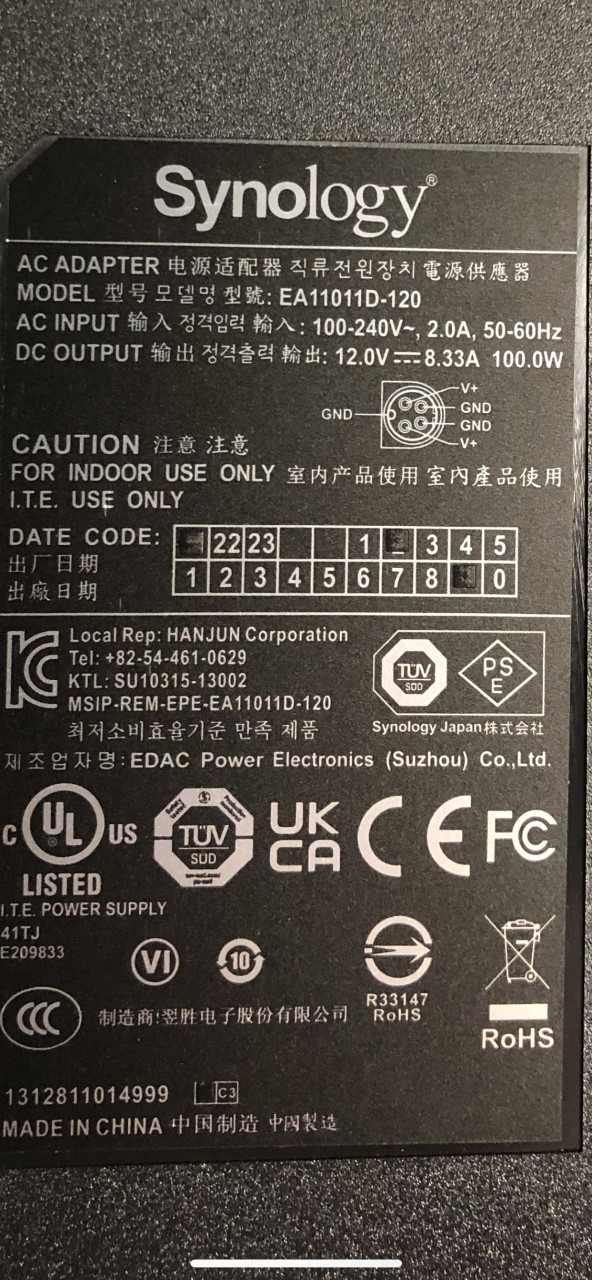 Synology®
AC ADAPTER 电源适配器 직류전원장치 電源供應器
MODEL 型号 모델명 型號: EA11011D-120
AC INPUT 输入 정격입력 輸入: 100-240V~, 2.0A, 50-60Hz
DC OUTPUT 输出 정격출력 輸出: 12.0V⎓8.33A 100.0W
V+
GND
GND
GND
V+
CAUTION 注意 注意
FOR INDOOR USE ONLY 室内产品使用 室內產品使用
I.T.E. USE ONLY
DATE CODE:
出厂日期
出廠日期
22 23 1 3 4 5
1 2 3 4 5 6 7 8 0
Local Rep: HANJUN Corporation
Tel: +82-54-461-0629
KTL: SU10315-13002
MSIP-REM-EPE-EA11011D-120
최저소비효율기준 만족 제품
TÜV
SÜD
PS
E
Synology Japan株式会社
제조업자명: EDAC Power Electronics (Suzhou) Co.,Ltd.
C UL® US
LISTED
I.T.E. POWER SUPPLY
41TJ
E209833
TÜV
SÜD
UK
CA
CE
FC
VI
10
R33147
RoHS
RoHS
CCC
制造商:翌胜电子股份有限公司
1312811014999 C3
MADE IN CHINA 中国制造 中國製造